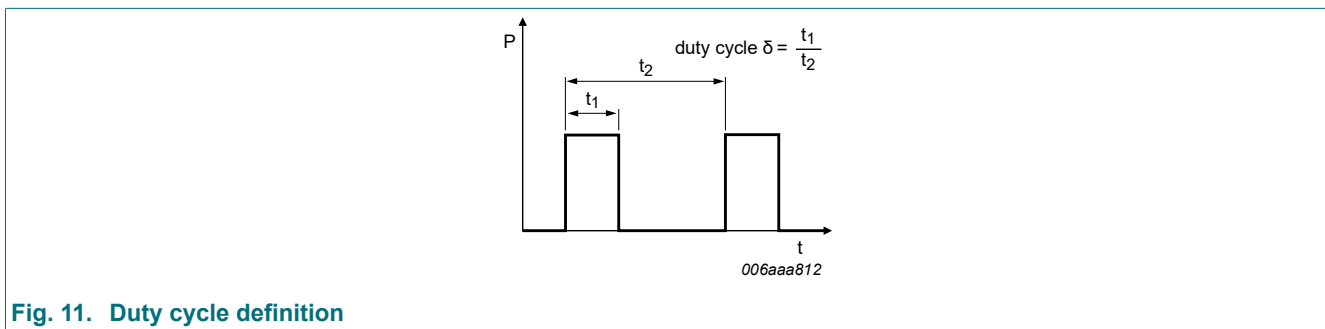 P
duty cycle δ = t1
t2
t2
t1
t
006aaa812
Fig. 11. Duty cycle definition